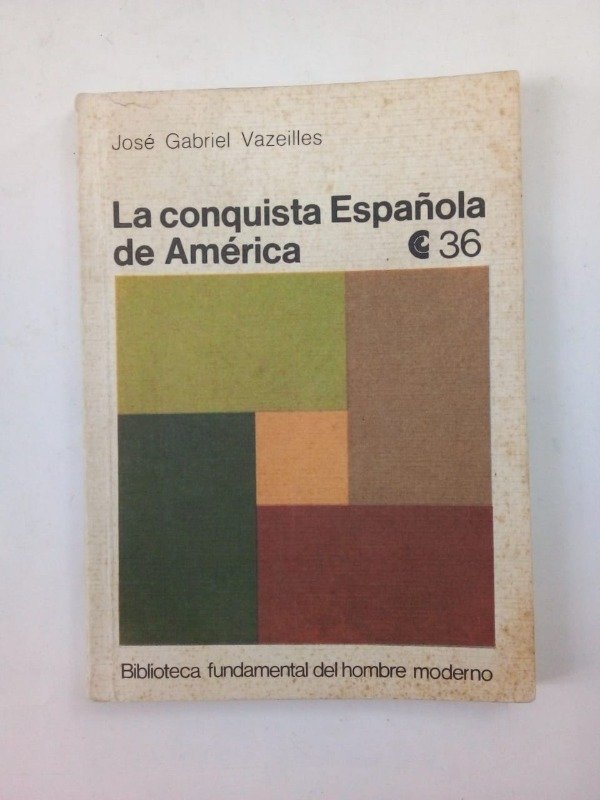 José Gabriel Vazeilles
La conquista Española
de América 36
Biblioteca fundamental del hombre moderno